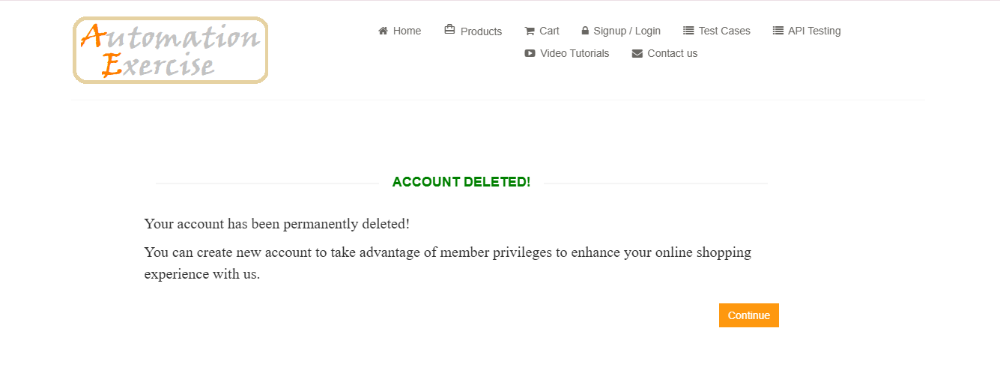 Automation
Exercise
Home
Products
Cart
Signup / Login
Test Cases
API Testing
Video Tutorials
Contact us
ACCOUNT DELETED!
Your account has been permanently deleted!
You can create new account to take advantage of member privileges to enhance your online shopping
experience with us.
Continue